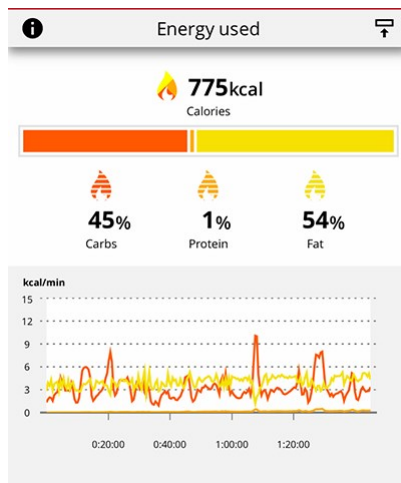 Energy used
775kcal
Calories
45% 1% 54%
Carbs Protein Fat
kcal/min
15
12
9
6
3
0
0:20:00 0:40:00 1:00:00 1:20:00